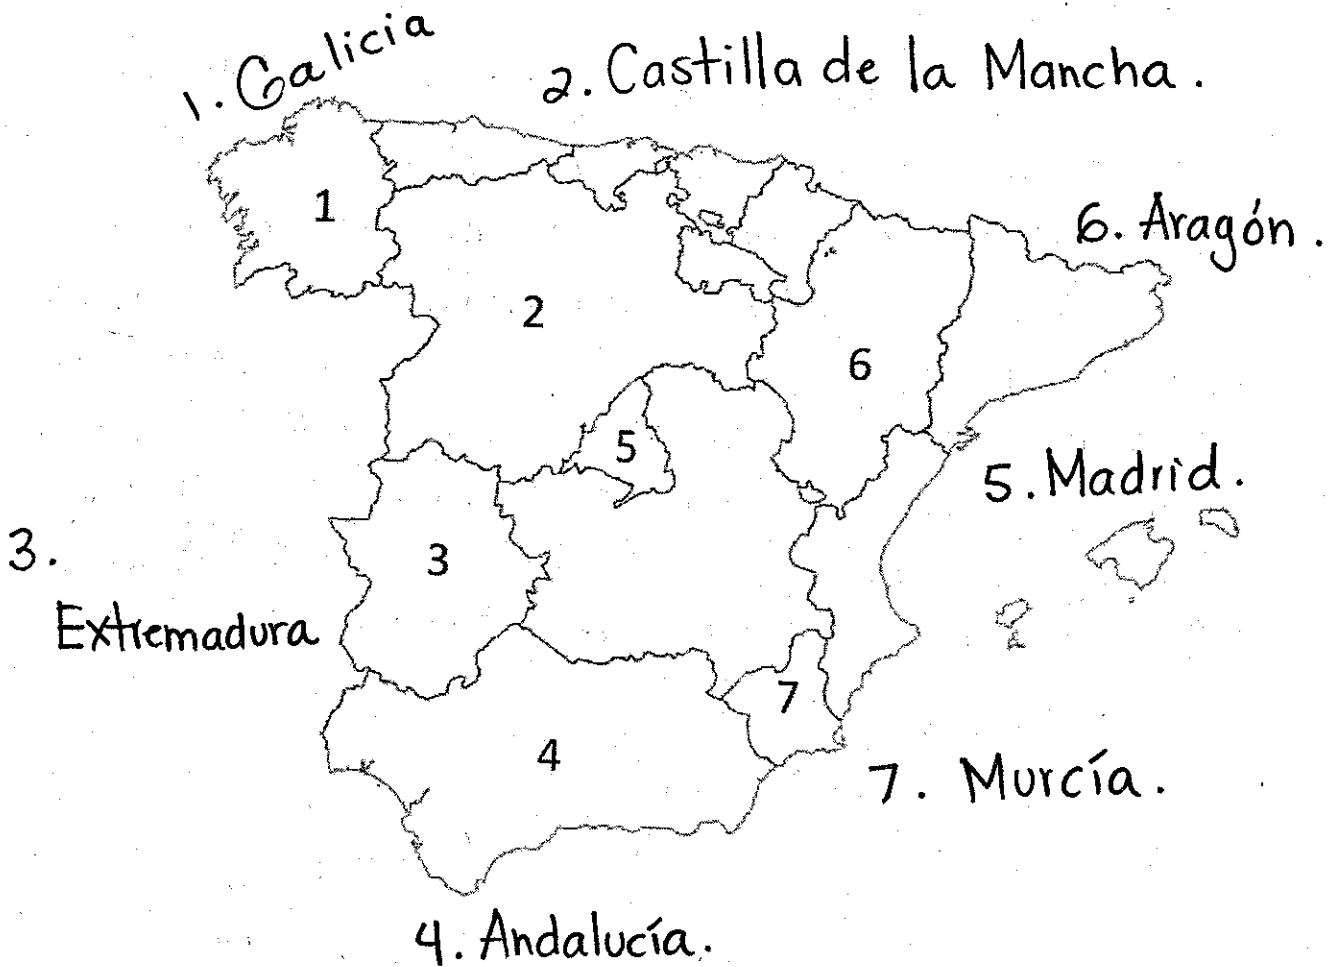 1. Galicia
2. Castilla de la Mancha.
1
6. Aragón.
2
6
5
5. Madrid.
3.
3
Extremadura
7
4
7. Murcía.
4. Andalucía.